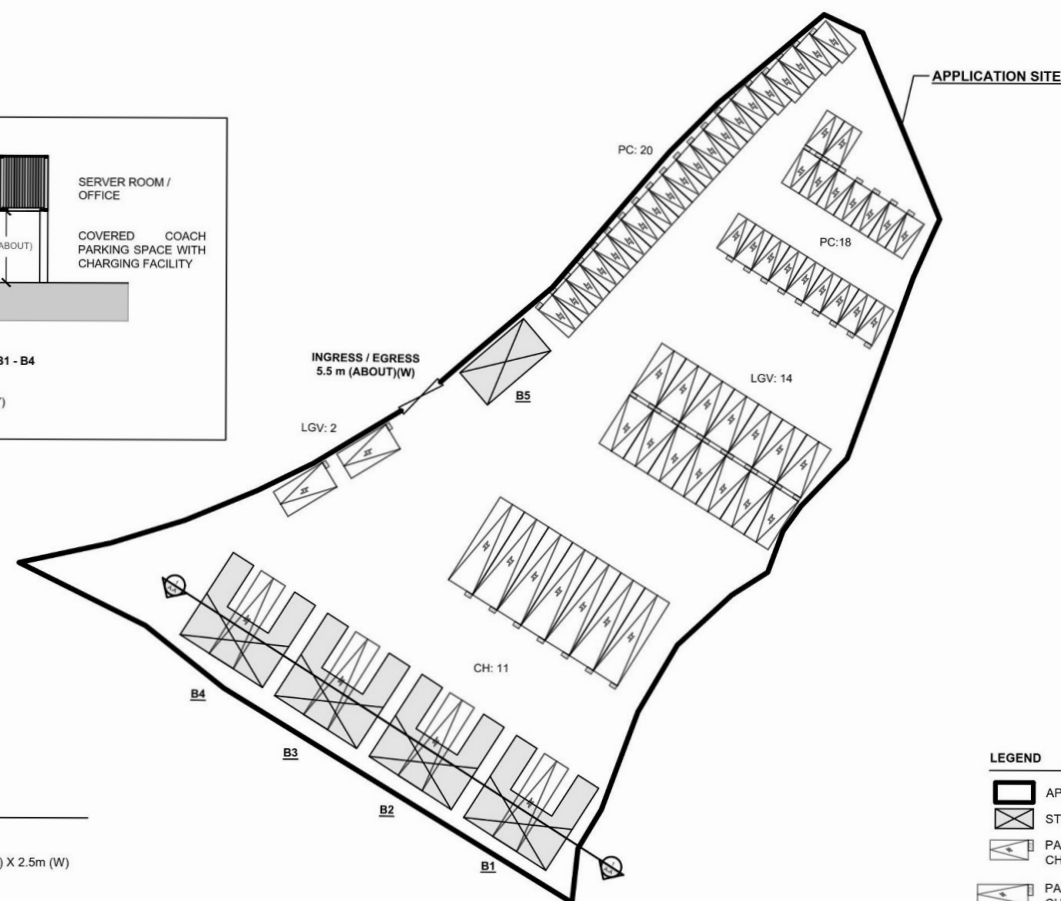 APPLICATION SITE
PC: 20
SERVER ROOM /
OFFICE
ABOUT)
COVERED COACH
PARKING SPACE WITH
CHARGING FACILITY
PC:18
B1 - B4
INGRESS / EGRESS
5.5 m (ABOUT)(W)
LGV: 14
B5
LGV: 2
CH: 11
B4
B3
B2
B1
LEGEND
AP
ST
PA
CH
PA
) X 2.5m (W)